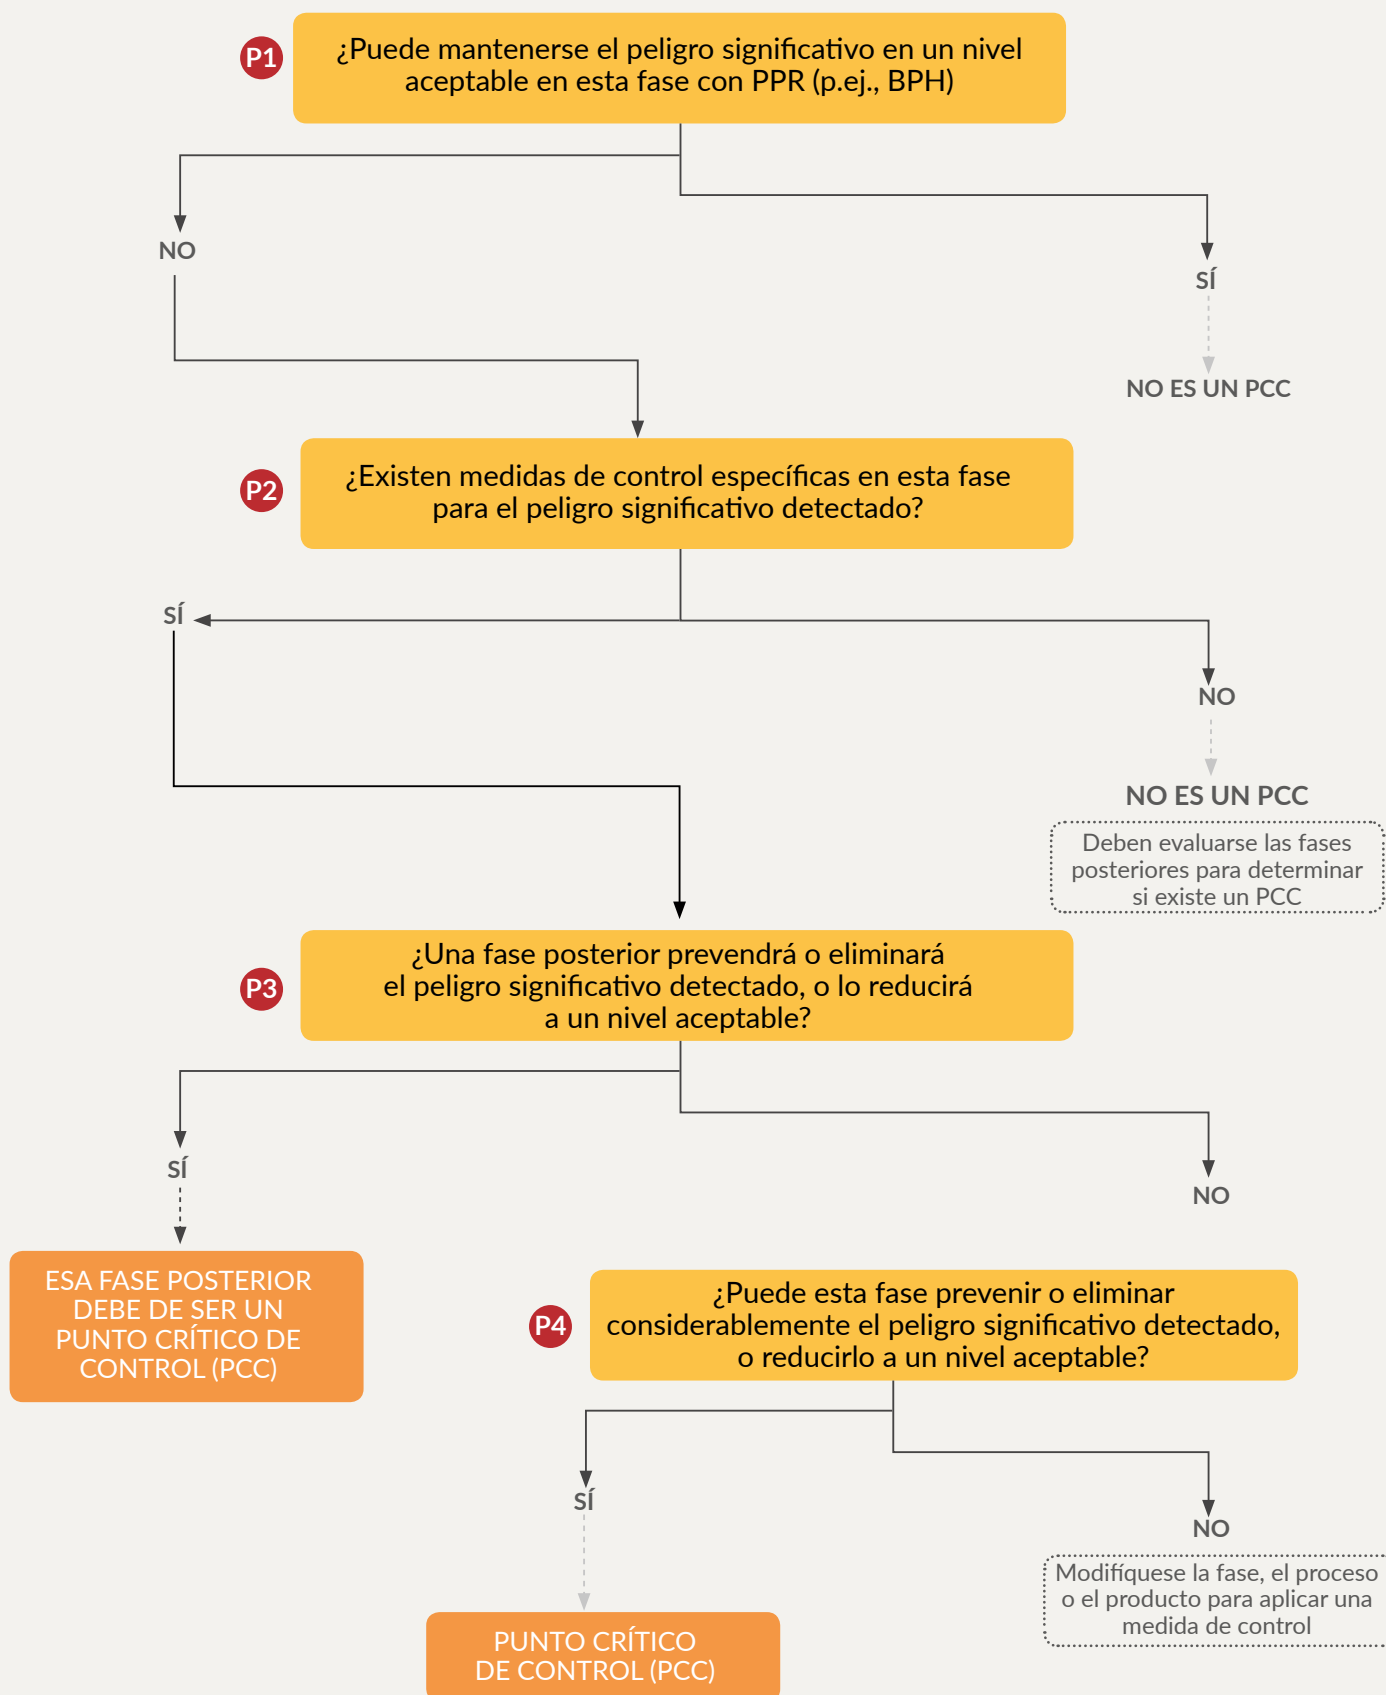 P1
¿Puede mantenerse el peligro significativo en un nivel
aceptable en esta fase con PPR (p.ej., BPH)
NO
SÍ
NO ES UN PCC
P2
¿Existen medidas de control específicas en esta fase
para el peligro significativo detectado?
SÍ
NO
NO ES UN PCC
Deben evaluarse las fases
posteriores para determinar
si existe un PCC
P3
¿Una fase posterior prevendrá o eliminará
el peligro significativo detectado, o lo reducirá
a un nivel aceptable?
SÍ
NO
ESA FASE POSTERIOR
DEBE DE SER UN
PUNTO CRÍTICO DE
CONTROL (PCC)
P4
¿Puede esta fase prevenir o eliminar
considerablemente el peligro significativo detectado,
o reducirlo a un nivel aceptable?
SÍ
NO
Modifíquese la fase, el proceso
o el producto para aplicar una
medida de control
PUNTO CRÍTICO
DE CONTROL (PCC)